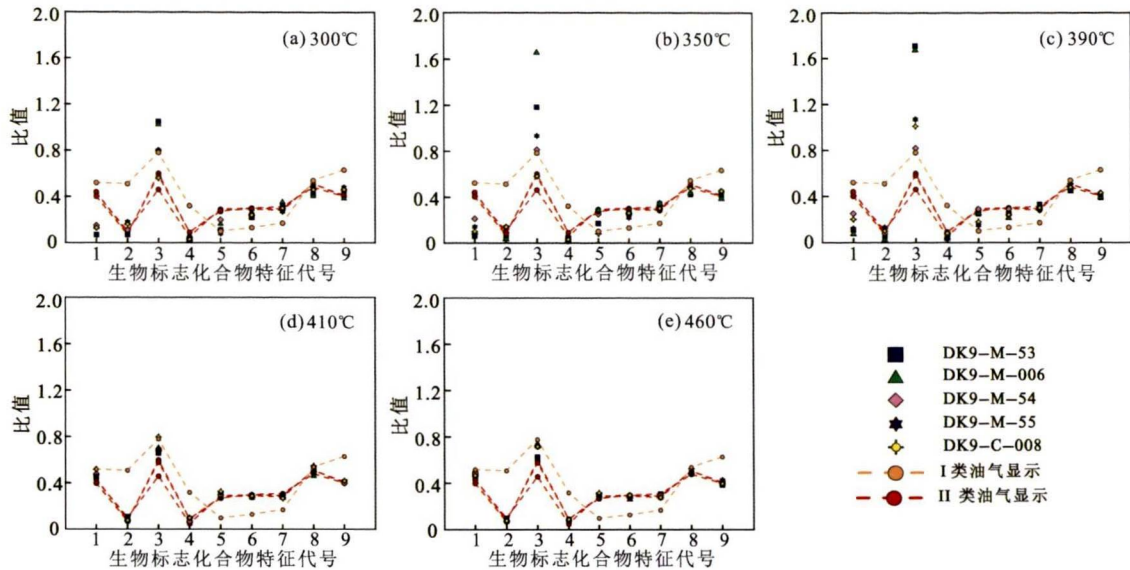 2.0
1.6
1.2
0.8
0.4
0
比值
(a) 300℃
1 2 3 4 5 6 7 8 9
生物标志化合物特征代号
2.0
1.6
1.2
0.8
0.4
0
比值
(b) 350℃
1 2 3 4 5 6 7 8 9
生物标志化合物特征代号
2.0
1.6
1.2
0.8
0.4
0
比值
(c) 390℃
1 2 3 4 5 6 7 8 9
生物标志化合物特征代号
2.0
1.6
1.2
0.8
0.4
0
比值
(d) 410℃
1 2 3 4 5 6 7 8 9
生物标志化合物特征代号
2.0
1.6
1.2
0.8
0.4
0
比值
(e) 460℃
1 2 3 4 5 6 7 8 9
生物标志化合物特征代号
DK9-M-53
DK9-M-006
DK9-M-54
DK9-M-55
DK9-C-008
I 类油气显示
II 类油气显示